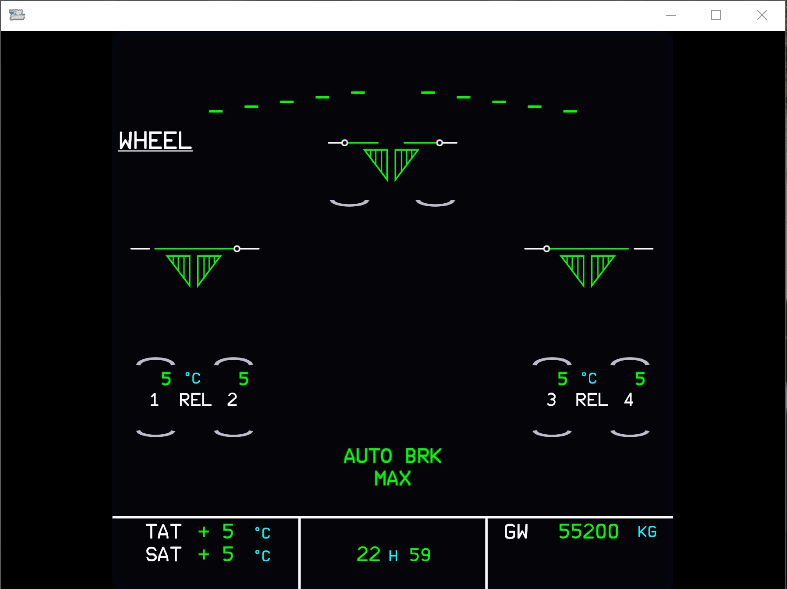 WHEEL
5 °C 5
1 REL 2
5 °C 5
3 REL 4
AUTO BRK
MAX
TAT + 5 °C
SAT + 5 °C
22 H 59
GW 55200 KG